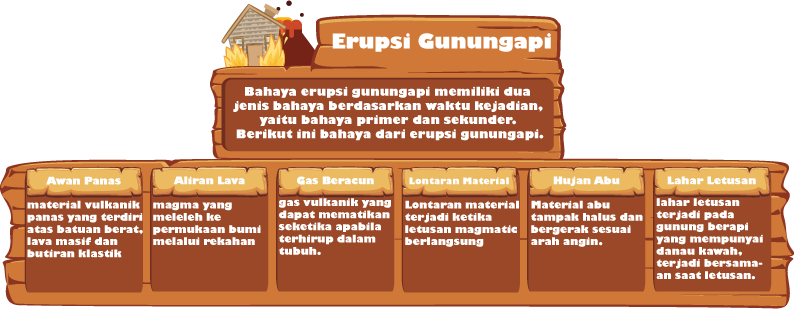 Erupsi Gunungapi
Bahaya erupsi gunungapi memiliki dua
jenis bahaya berdasarkan waktu kejadian,
yaitu bahaya primer dan sekunder.
Berikut ini bahaya dari erupsi gunungapi.
Awan Panas
material vulkanik
panas yang terdiri
atas batuan berat,
lava masif dan
butiran klastik
Aliran Lava
magma yang
meleleh ke
permukaan bumi
melalui rekahan
Gas Beracun
gas vulkanik yang
dapat mematikan
seketika apabila
terhirup dalam
tubuh.
Lontaran Material
Lontaran material
terjadi ketika
letusan magmatic
berlangsung
Hujan Abu
Material abu
tampak halus dan
bergerak sesuai
arah angin.
Lahar Letusan
lahar letusan
terjadi pada
gunung berapi
yang mempunyai
danau kawah,
terjadi bersama-
an saat letusan.